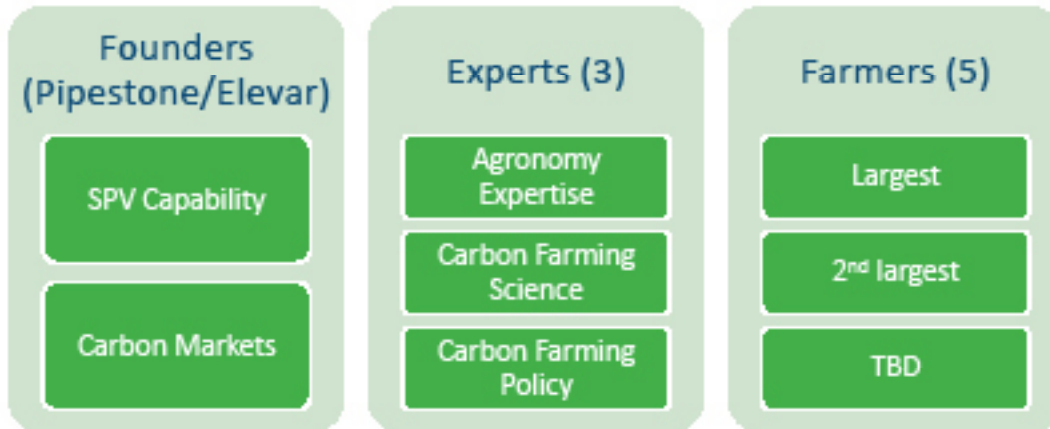 Founders
(Pipestone/Elevar)
SPV Capability
Carbon Markets
Experts (3)
Agronomy
Expertise
Carbon Farming
Science
Carbon Farming
Policy
Farmers (5)
Largest
2nd largest
TBD